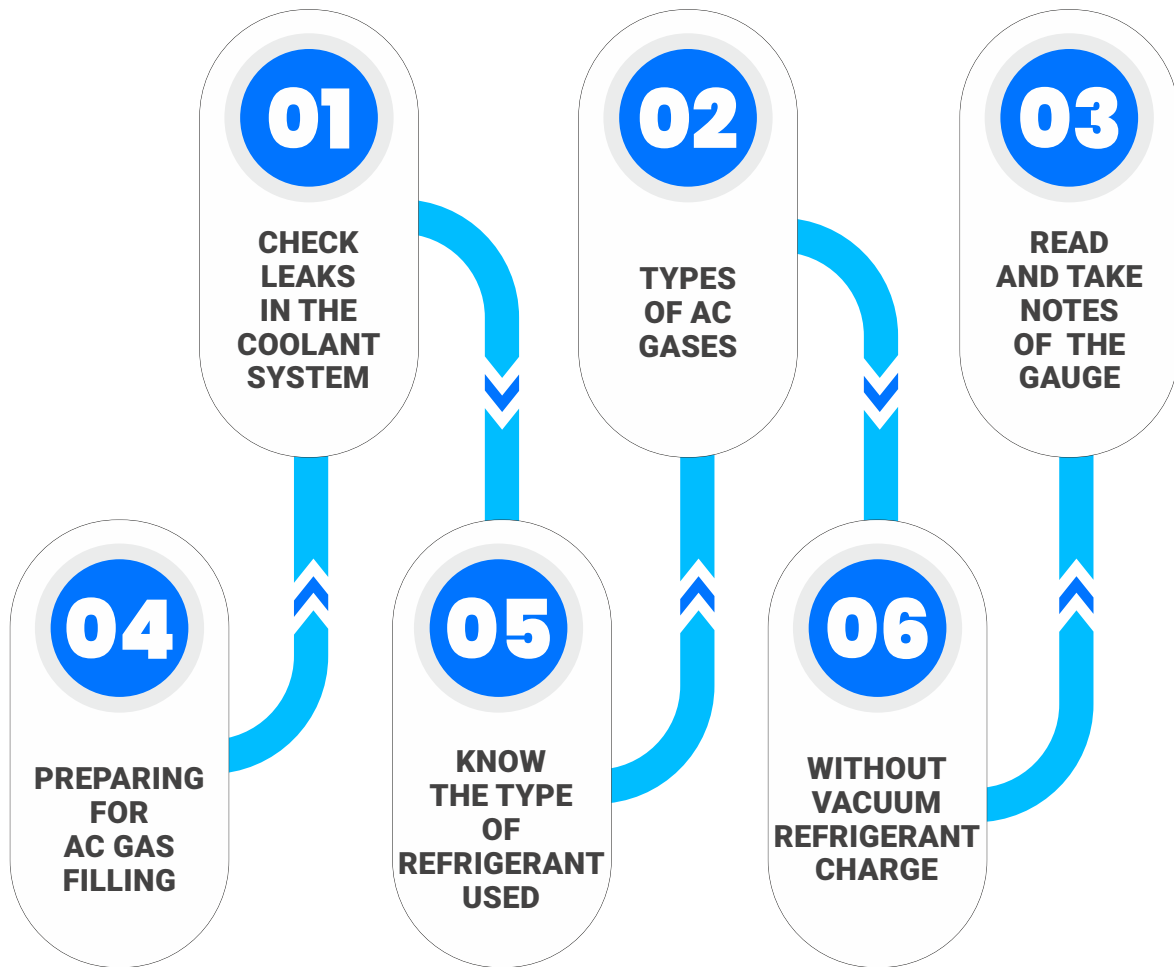 01
CHECK
LEAKS
IN THE
COOLANT
SYSTEM
02
TYPES
OF AC
GASES
03
READ
AND TAKE
NOTES
OF THE
GAUGE
04
PREPARING
FOR
AC GAS
FILLING
05
KNOW
THE TYPE
OF
REFRIGERANT
USED
06
WITHOUT
VACUUM
REFRIGERANT
CHARGE